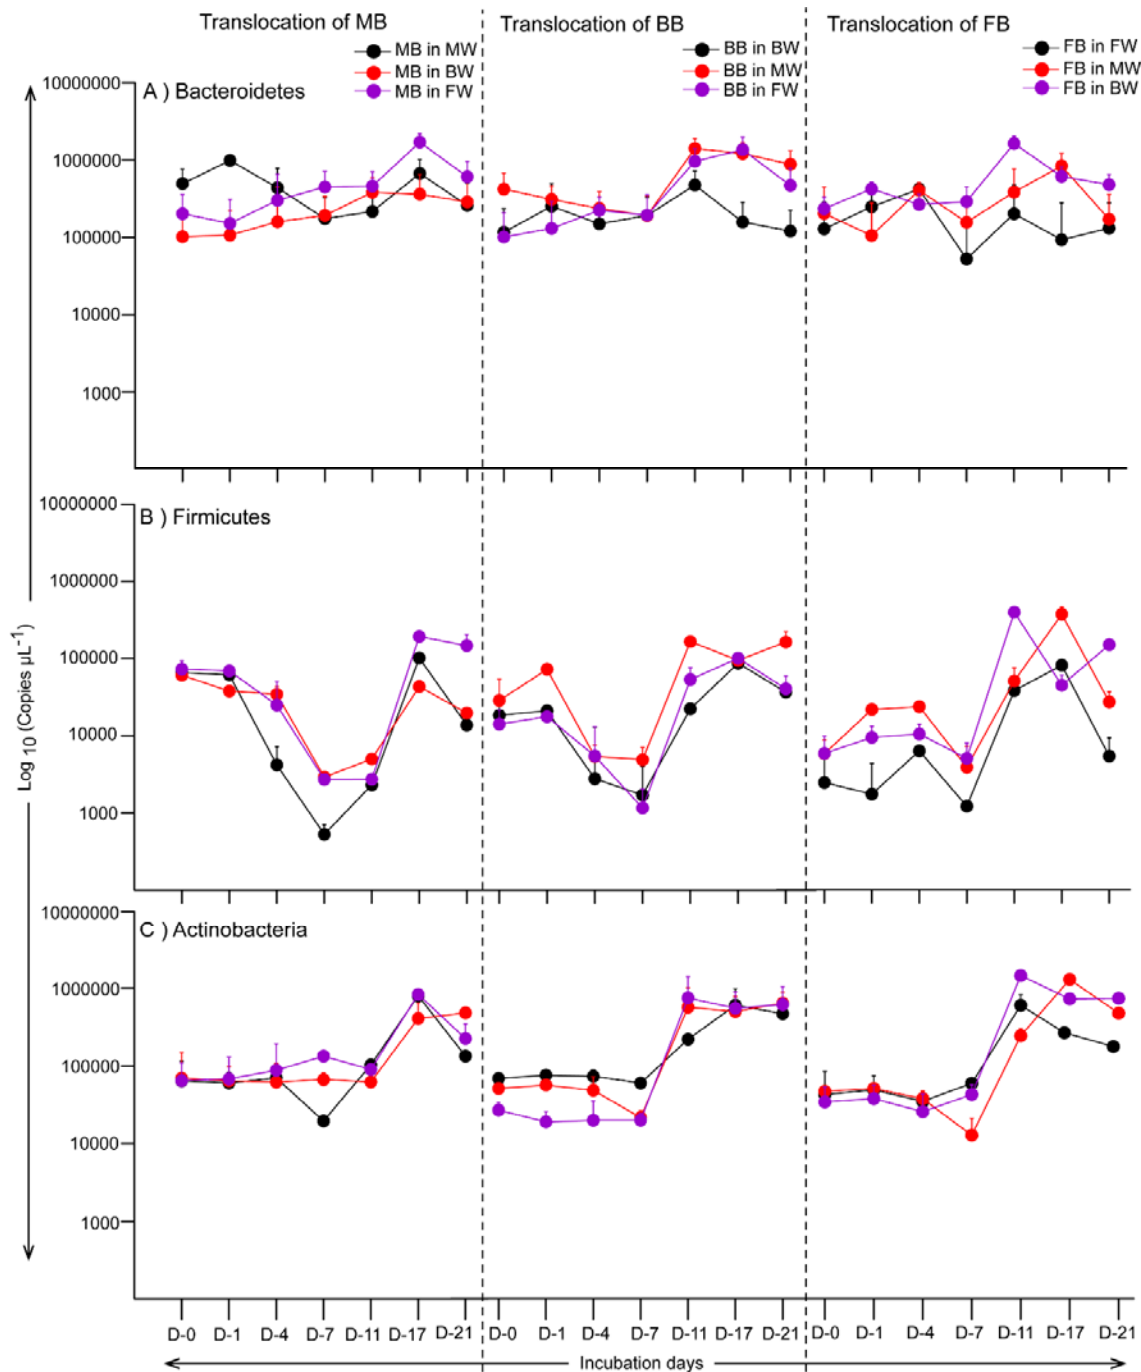 Translocation of MB
MB in MW
MB in BW
MB in FW
Translocation of BB
BB in BW
BB in MW
BB in FW
Translocation of FB
FB in FW
FB in MW
FB in BW
Log 10 (Copies µL-1)
A ) Bacteroidetes
10000000
1000000
100000
10000
1000
B ) Firmicutes
10000000
1000000
100000
10000
1000
C ) Actinobacteria
10000000
1000000
100000
10000
1000
D-0 D-1 D-4 D-7 D-11 D-17 D-21 D-0 D-1 D-4 D-7 D-11 D-17 D-21 D-0 D-1 D-4 D-7 D-11 D-17 D-21
Incubation days